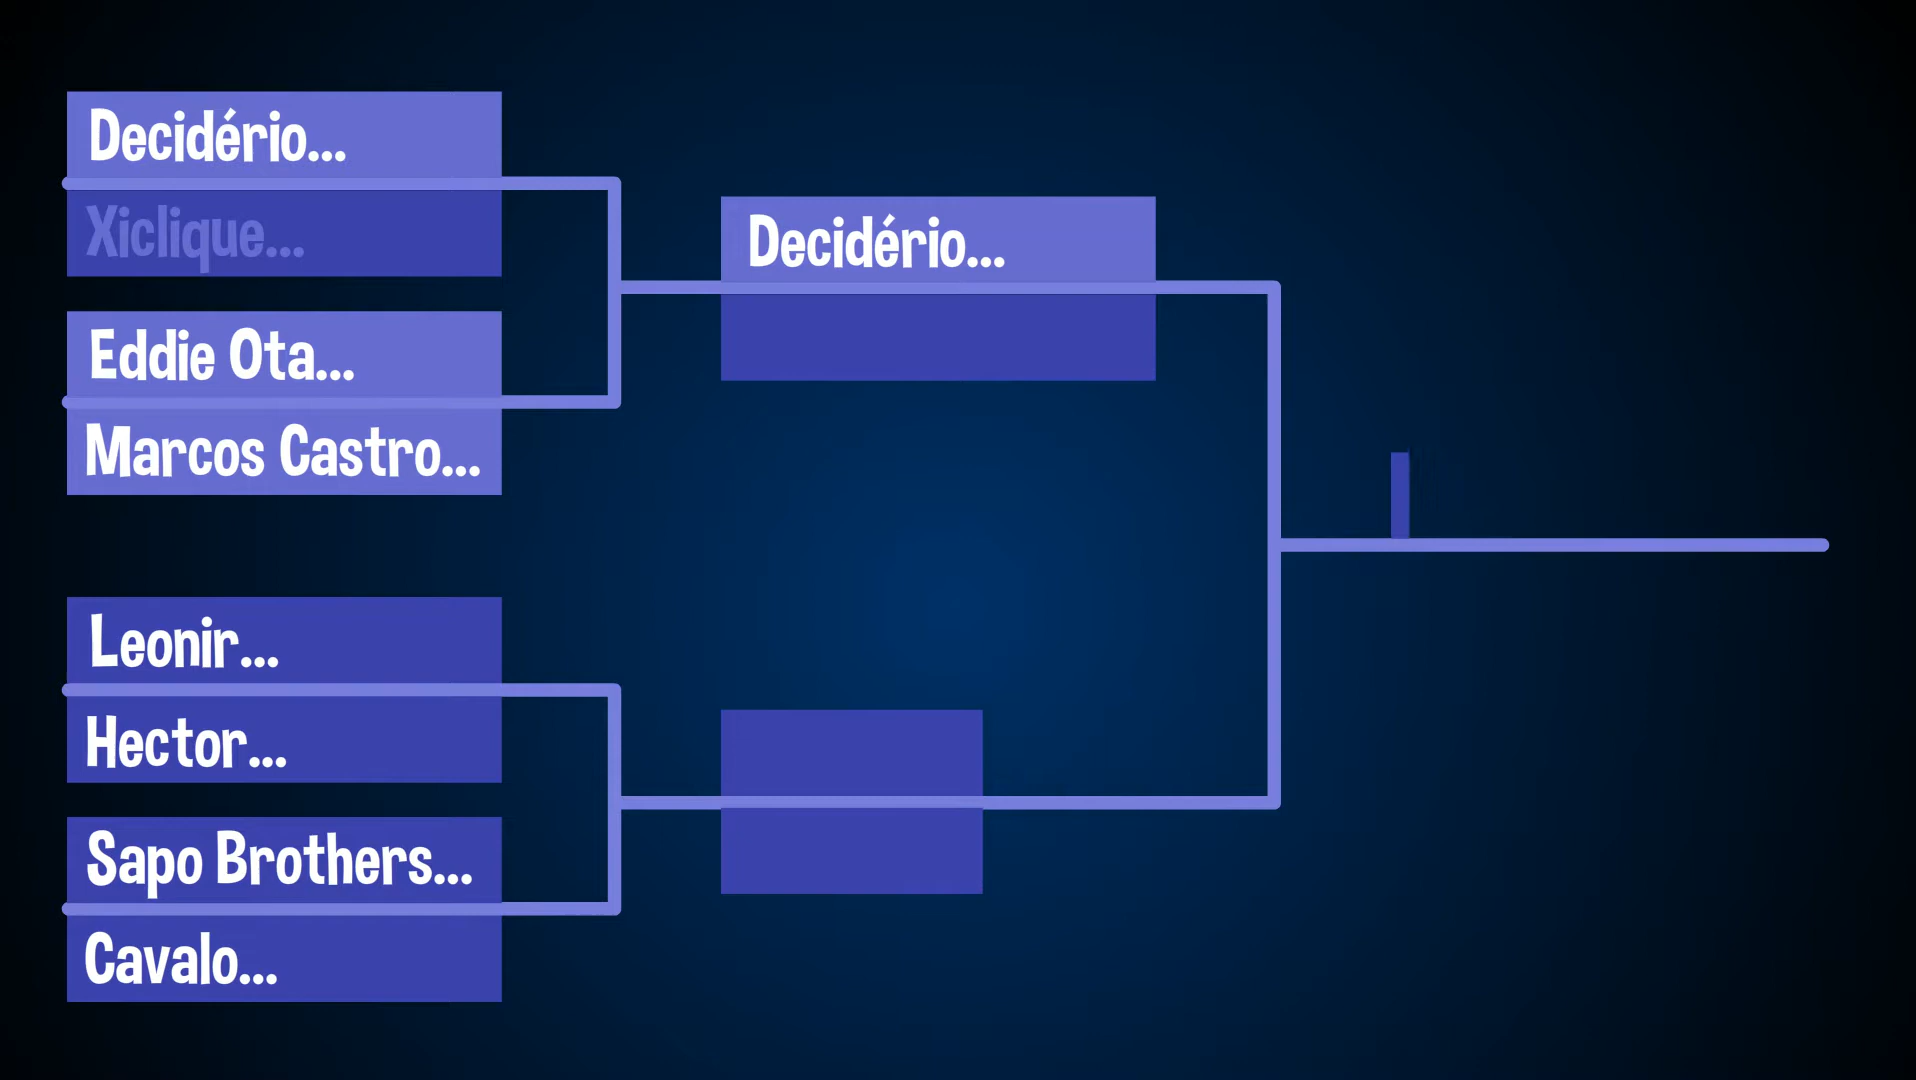 Decidério...
Xiclique...
Eddie Ota...
Marcos Castro...
Decidério...
Leonir...
Hector...
Sapo Brothers...
Cavalo...